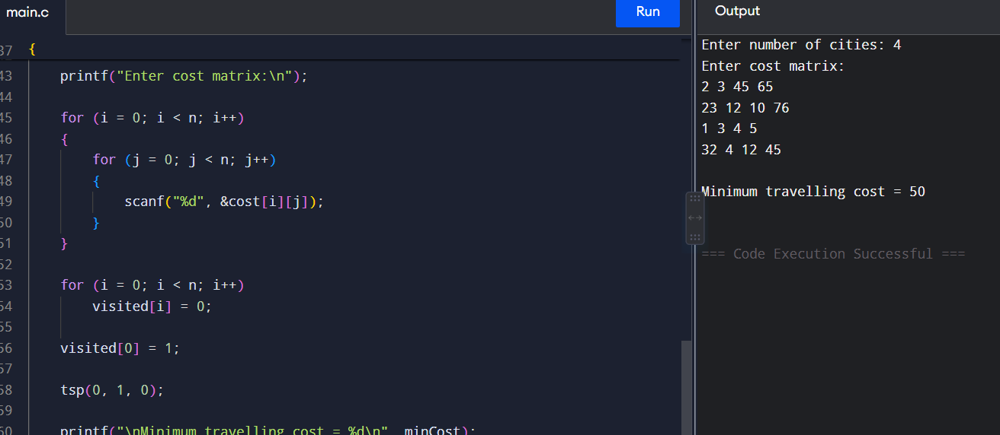 main.c
Run
37 {
43 printf("Enter cost matrix:\n");
44
45 for (i = 0; i < n; i++)
46 {
47 for (j = 0; j < n; j++)
48 {
49 scanf("%d", &cost[i][j]);
50 }
51 }
52
53 for (i = 0; i < n; i++)
54 visited[i] = 0;
55
56 visited[0] = 1;
57
58 tsp(0, 1, 0);
59
60 printf("\nMinimum travelling cost = %d\n", minCost);
Output
Enter number of cities: 4
Enter cost matrix:
2 3 45 65
23 12 10 76
1 3 4 5
32 4 12 45
Minimum travelling cost = 50
=== Code Execution Successful ===